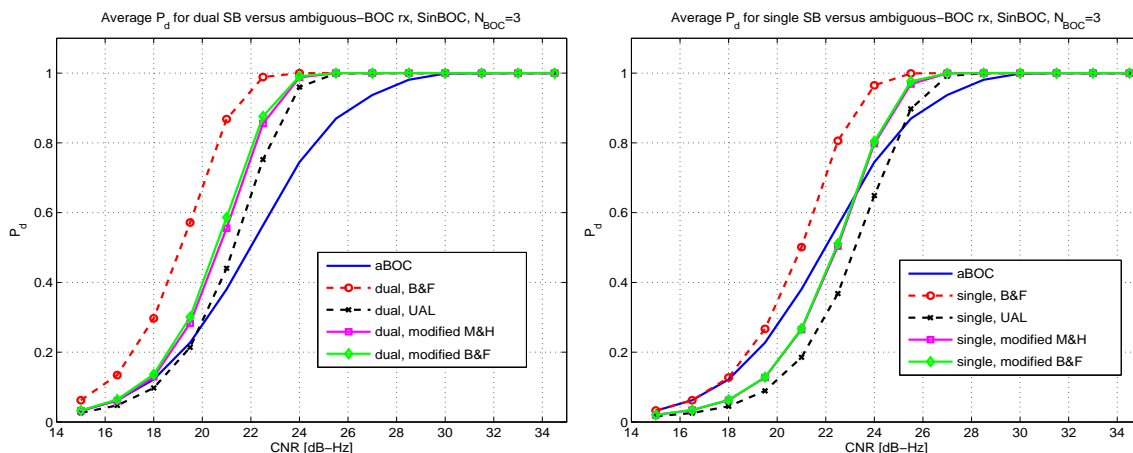 Average P_d for dual SB versus ambiguous−BOC rx, SinBOC, N_BOC=3
1
0.8
0.6
0.4
0.2
0
P_d
14 16 18 20 22 24 26 28 30 32 34
CNR [dB−Hz]
aBOC
dual, B&F
dual, UAL
dual, modified M&H
dual, modified B&F
Average P_d for single SB versus ambiguous−BOC rx, SinBOC, N_BOC=3
1
0.8
0.6
0.4
0.2
0
P_d
14 16 18 20 22 24 26 28 30 32 34
CNR [dB−Hz]
aBOC
single, B&F
single, UAL
single, modified M&H
single, modified B&F